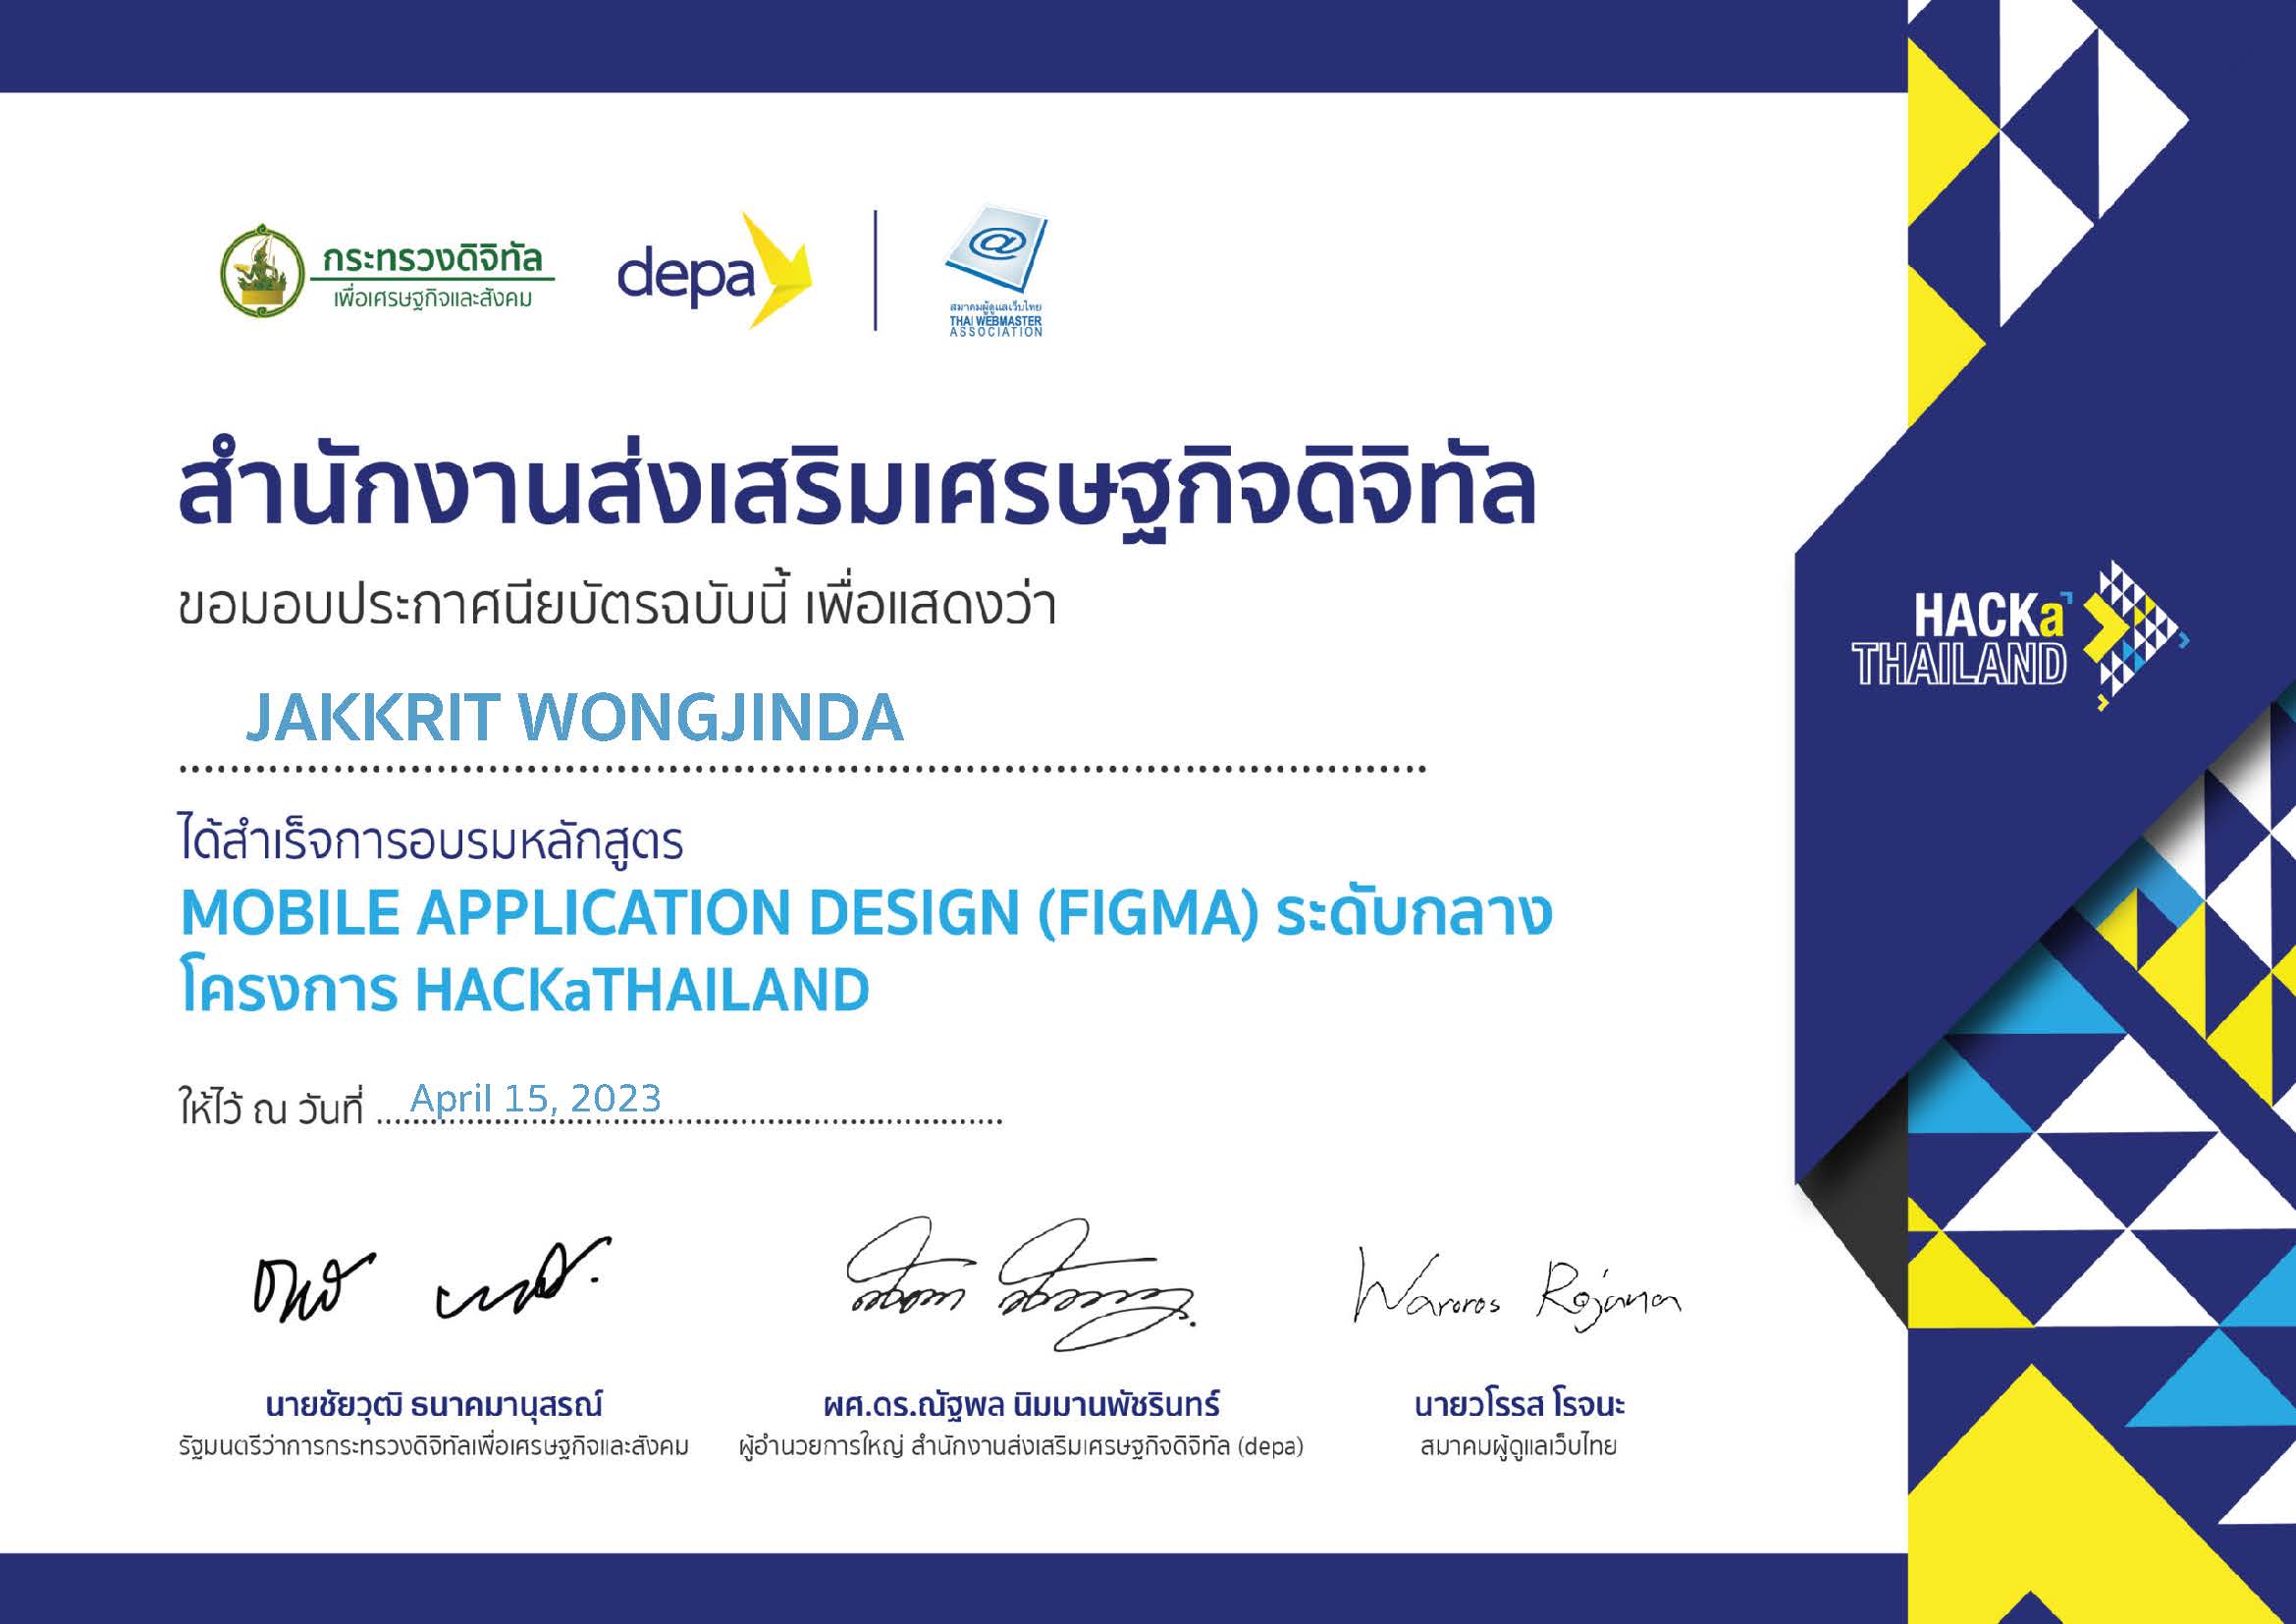 กระทรวงดิจิทัล
เพื่อเศรษฐกิจและสังคม
depa
@
สมาคมผู้ดูแลเว็บไทย
THAI WEBMASTER
ASSOCIATION
สำนักงานส่งเสริมเศรษฐกิจดิจิทัล
ขอมอบประกาศนียบัตรฉบับนี้ เพื่อแสดงว่า
JAKKRIT WONGJINDA
ได้สำเร็จการอบรมหลักสูตร
MOBILE APPLICATION DESIGN (FIGMA) ระดับกลาง
โครงการ HACKaTHAILAND
ให้ไว้ ณ วันที่ April 15, 2023
HACKa
THAILAND
Waroros Rojana
นายชัยวุฒิ ธนาคมานุสรณ์
รัฐมนตรีว่าการกระทรวงดิจิทัลเพื่อเศรษฐกิจและสังคม
ผศ.ดร.ณัฐพล นิมมานพัชรินทร์
ผู้อำนวยการใหญ่ สำนักงานส่งเสริมเศรษฐกิจดิจิทัล (depa)
นายวโรรส โรจนะ
สมาคมผู้ดูแลเว็บไทย